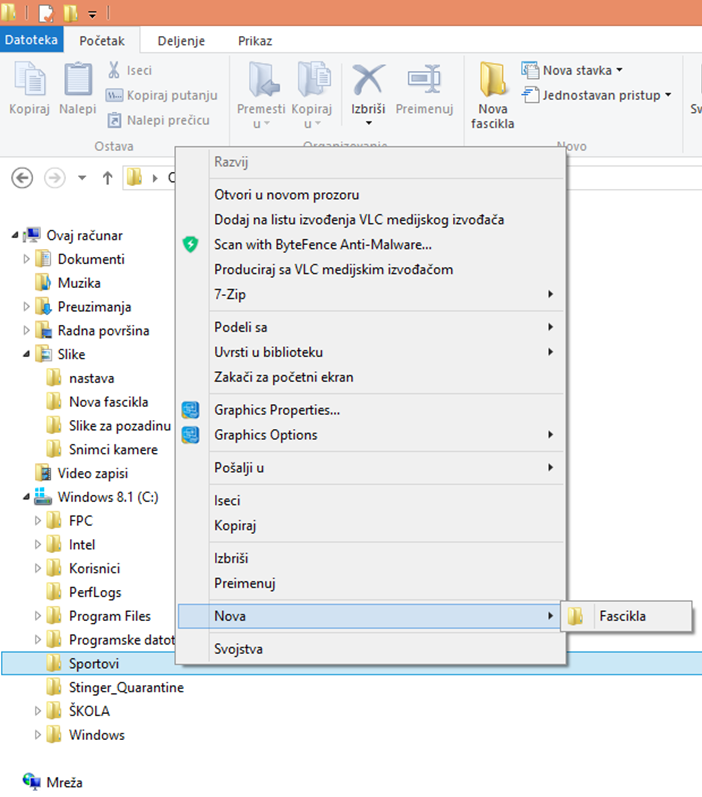 Datoteka
Početak
Deljenje
Prikaz
Kopiraj
Nalepi
Iseci
Kopiraj putanju
Nalepi prečicu
Ostava
Premesti u
Kopiraj u
Izbriši
Preimenuj
Organizovanje
Nova fascikla
Nova stavka
Jednostavan pristup
Novo
Razvij
Otvori u novom prozoru
Dodaj na listu izvođenja VLC medijskog izvođača
Scan with ByteFence Anti-Malware...
Produciraj sa VLC medijskim izvođačom
7-Zip
Podeli sa
Uvrsti u biblioteku
Zakači za početni ekran
Graphics Properties...
Graphics Options
Pošalji u
Iseci
Kopiraj
Izbriši
Preimenuj
Nova
Fascikla
Svojstva
Ovaj računar
Dokumenti
Muzika
Preuzimanja
Radna površina
Slike
nastava
Nova fascikla
Slike za pozadinu
Snimci kamere
Video zapisi
Windows 8.1 (C:)
FPC
Intel
Korisnici
PerfLogs
Program Files
Programske datot
Sportovi
Stinger_Quarantine
ŠKOLA
Windows
Mreža